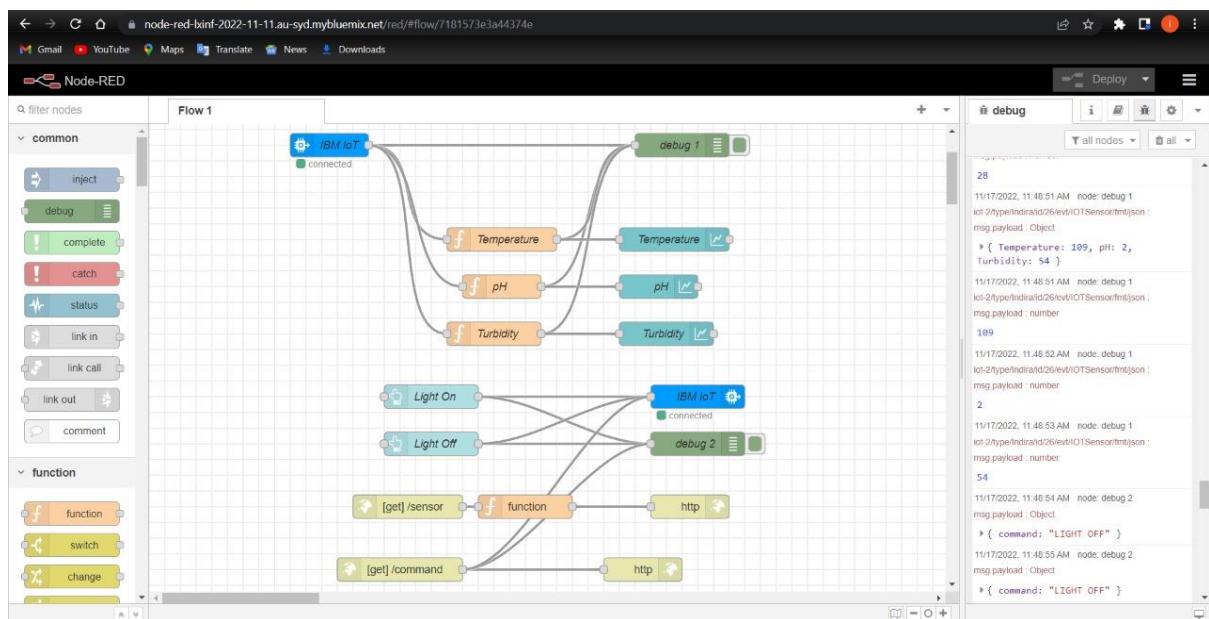 node-red-lxinf-2022-11-11.au-syd.mybluemix.net/red/#flow/7181573e3a44374e
Gmail YouTube Maps Translate News Downloads
Node-RED
Deploy
filter nodes
Flow 1
debug
i
all nodes
all
common
inject
debug
complete
catch
status
link in
link call
link out
comment
function
function
switch
change
IBM IoT
connected
debug 1
Temperature
Temperature
pH
pH
Turbidity
Turbidity
Light On
IBM IoT
connected
Light Off
debug 2
[get] /sensor
function
http
[get] /command
http
28
11/17/2022, 11:48:51 AM node: debug 1
iot-2/type/Indira/id/26/evt/IOTSensor/fmt/json :
msg.payload : Object
{ Temperature: 109, pH: 2,
Turbidity: 54 }
11/17/2022, 11:48:51 AM node: debug 1
iot-2/type/Indira/id/26/evt/IOTSensor/fmt/json :
msg.payload : number
109
11/17/2022, 11:48:52 AM node: debug 1
iot-2/type/Indira/id/26/evt/IOTSensor/fmt/json :
msg.payload : number
2
11/17/2022, 11:48:53 AM node: debug 1
iot-2/type/Indira/id/26/evt/IOTSensor/fmt/json :
msg.payload : number
54
11/17/2022, 11:48:54 AM node: debug 2
msg.payload : Object
{ command: "LIGHT OFF" }
11/17/2022, 11:48:55 AM node: debug 2
msg.payload : Object
{ command: "LIGHT OFF" }